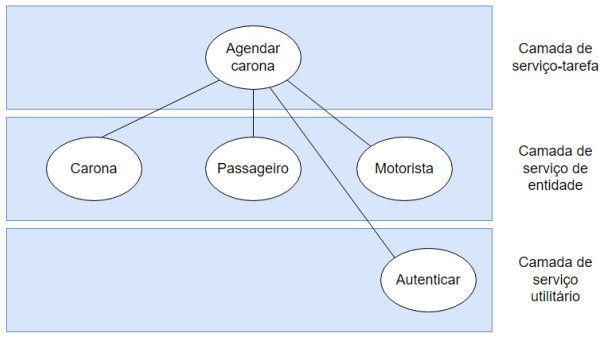 Agendar
carona
Camada de
serviço-tarefa
Carona
Passageiro
Motorista
Camada de
serviço de
entidade
Autenticar
Camada de
serviço
utilitário